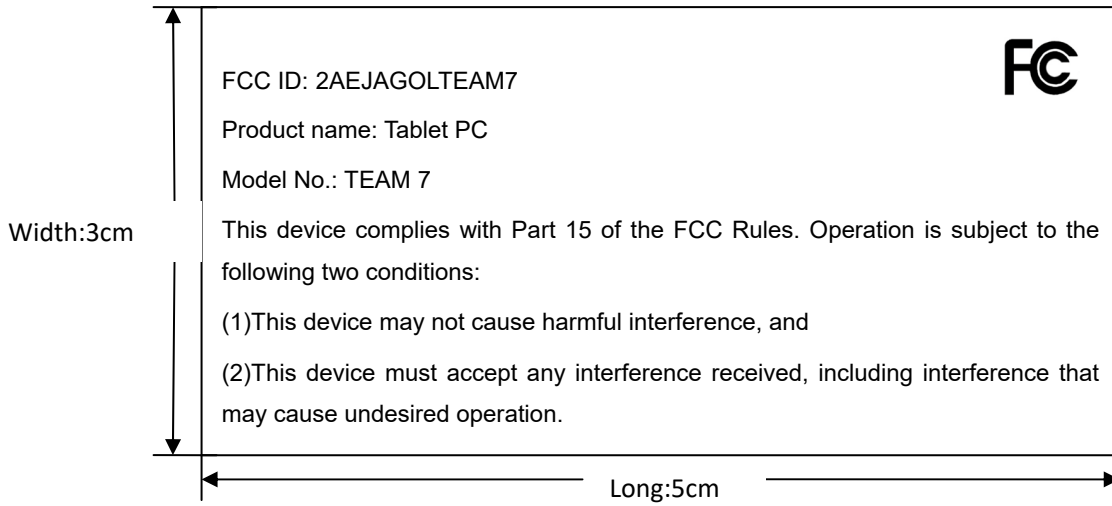 FC
FCC ID: 2AEJAGOLTEAM7
Product name: Tablet PC
Model No.: TEAM 7
Width:3cm
This device complies with Part 15 of the FCC Rules. Operation is subject to the
following two conditions:
(1)This device may not cause harmful interference, and
(2)This device must accept any interference received, including interference that
may cause undesired operation.
Long:5cm